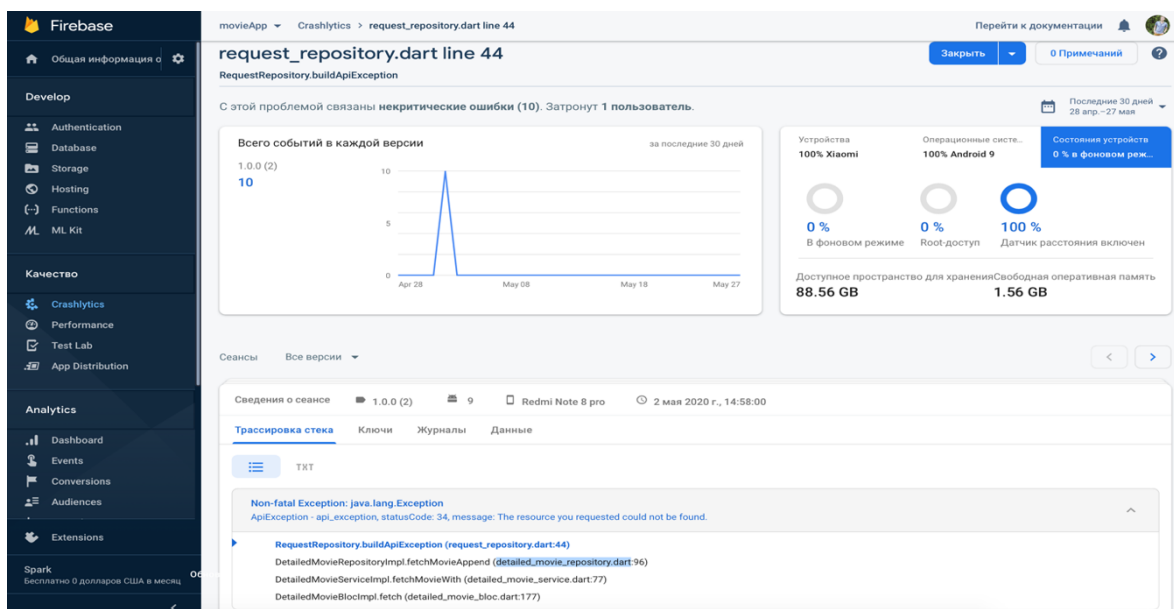 Firebase
movieApp
Crashlytics > request_repository.dart line 44
Перейти к документации
Общая информация о
request_repository.dart line 44
Закрыть
0 Примечаний
RequestRepository.buildApiException
Develop
С этой проблемой связаны некритические ошибки (10). Затронут 1 пользователь.
Последние 30 дней
28 апр.–27 мая
Authentication
Database
Storage
Hosting
Functions
ML Kit
Всего событий в каждой версии
за последние 30 дней
1.0.0 (2)
10
10
5
0
Apr 28
May 08
May 18
May 27
Устройства
100% Xiaomi
Операционные систе...
100% Android 9
Состояния устройств
0 % в фоновом реж...
0 %
В фоновом режиме
0 %
Root-доступ
100 %
Датчик расстояния включен
Доступное пространство для хранения
88.56 GB
Свободная оперативная память
1.56 GB
Качество
Crashlytics
Performance
Test Lab
App Distribution
Сеансы
Все версии
Analytics
Dashboard
Events
Conversions
Audiences
Extensions
Spark
Бесплатно 0 долларов США в месяц
06
Сведения о сеансе
1.0.0 (2)
9
Redmi Note 8 pro
2 мая 2020 г., 14:58:00
Трассировка стека
Ключи
Журналы
Данные
TXT
Non-fatal Exception: java.lang.Exception
ApiException - api_exception, statusCode: 34, message: The resource you requested could not be found.
RequestRepository.buildApiException (request_repository.dart:44)
DetailedMovieRepositoryImpl.fetchMovieAppend (detailed_movie_repository.dart:96)
DetailedMovieServiceImpl.fetchMovieWith (detailed_movie_service.dart:77)
DetailedMovieBlocImpl.fetch (detailed_movie_bloc.dart:177)